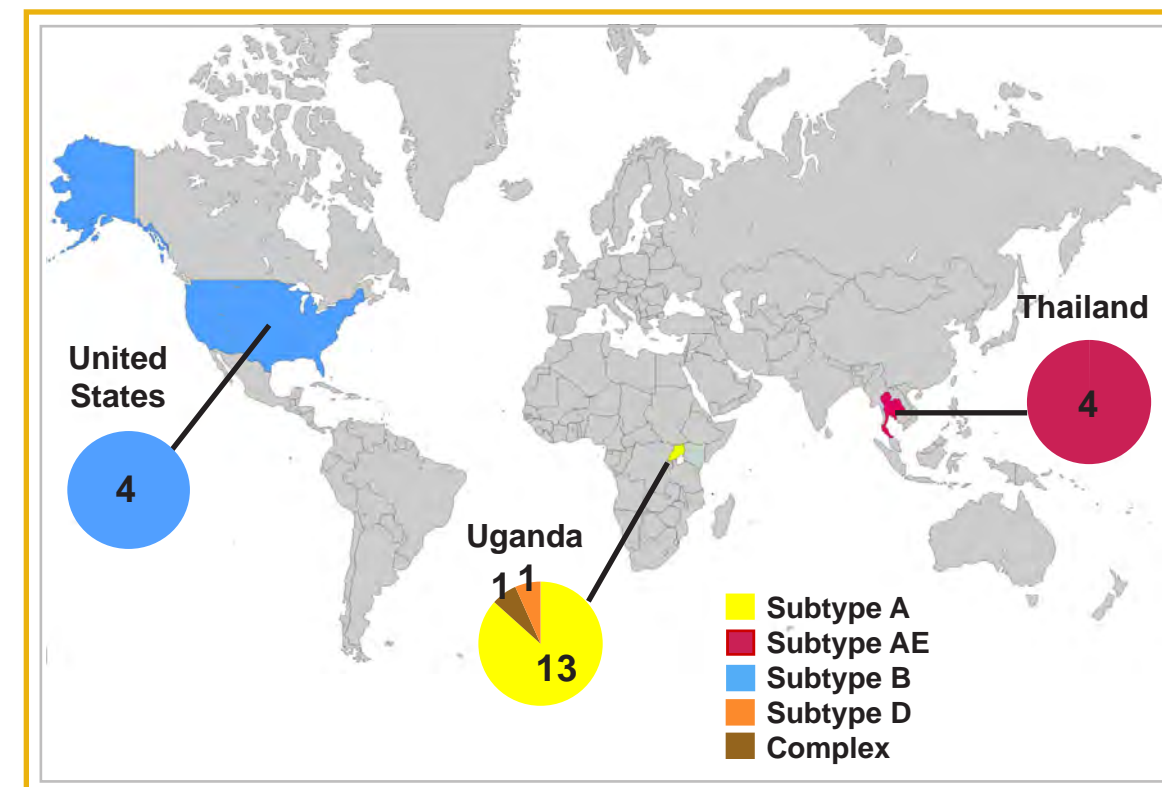 Thailand
4
United
States
4
Uganda
1 1
13
Subtype A
Subtype AE
Subtype B
Subtype D
Complex